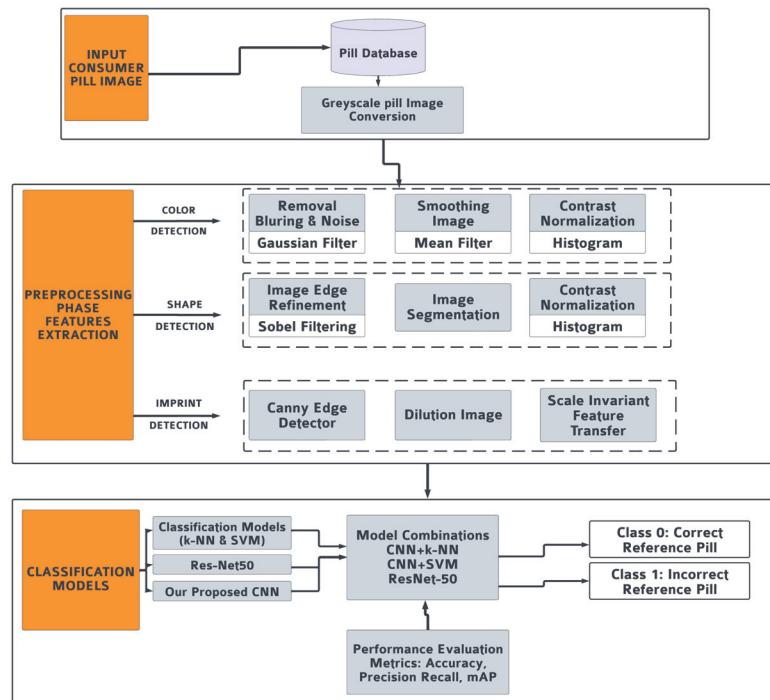 INPUT
CONSUMER
PILL IMAGE
Pill Database
Greyscale pill Image
Conversion
PREPROCESSING
PHASE
FEATURES
EXTRACTION
COLOR
DETECTION
Removal
Bluring & Noise
Gaussian Filter
Smoothing
Image
Mean Filter
Contrast
Normalization
Histogram
SHAPE
DETECTION
Image Edge
Refinement
Sobel Filtering
Image
Segmentation
Contrast
Normalization
Histogram
IMPRINT
DETECTION
Canny Edge
Detector
Dilution Image
Scale Invariant
Feature
Transfer
CLASSIFICATION
MODELS
Classification Models
(k-NN & SVM)
Res-Net50
Our Proposed CNN
Model Combinations
CNN+k-NN
CNN+SVM
ResNet-50
Class 0: Correct
Reference Pill
Class 1: Incorrect
Reference Pill
Performance Evaluation
Metrics: Accuracy,
Precision Recall, mAP